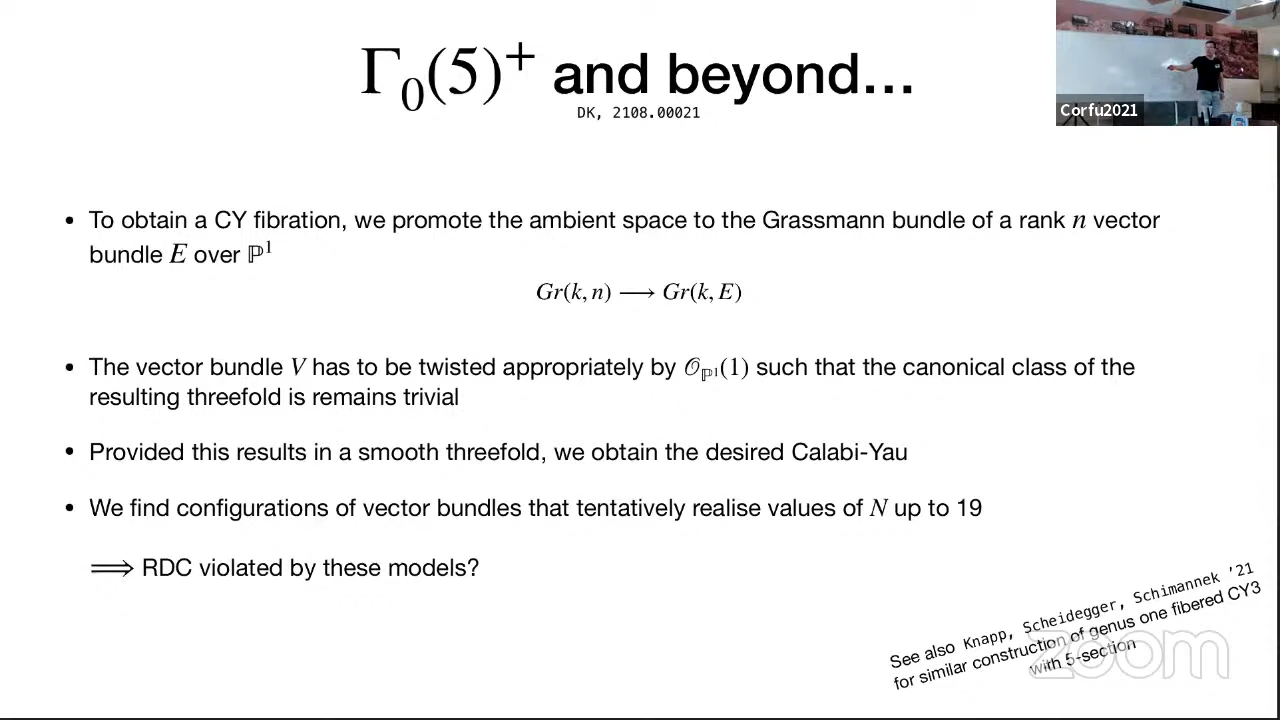 Γ₀(5)⁺ and beyond...
DK, 2108.00021
Corfu2021
• To obtain a CY fibration, we promote the ambient space to the Grassmann bundle of a rank n vector
bundle E over ℙ¹
Gr(k, n) ⟶ Gr(k, E)
• The vector bundle V has to be twisted appropriately by 𝒪_ℙ¹(1) such that the canonical class of the
resulting threefold is remains trivial
• Provided this results in a smooth threefold, we obtain the desired Calabi-Yau
• We find configurations of vector bundles that tentatively realise values of N up to 19
⟹ RDC violated by these models?
See also Knapp, Scheidegger, Schimannek '21
for similar construction of genus one fibered CY3
with 5-section
zoom